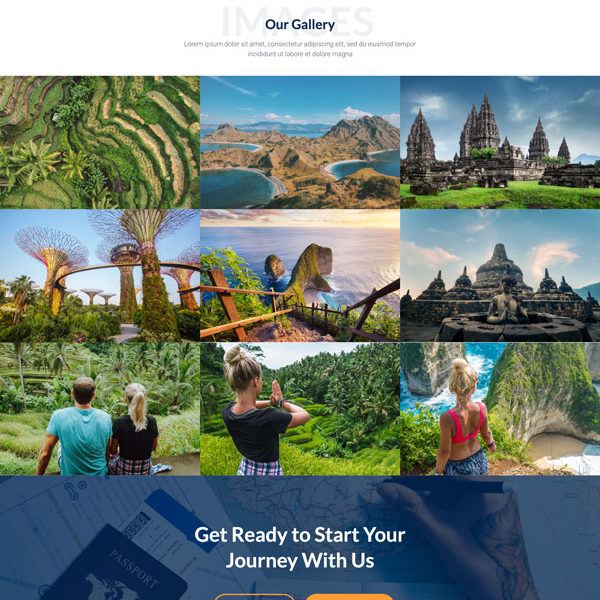 IMAGES
Our Gallery
Lorem ipsum dolor sit amet, consectetur adipiscing elit, sed do eiusmod tempor
incididunt ut labore et dolore magna
Get Ready to Start Your
Journey With Us
PASSPORT